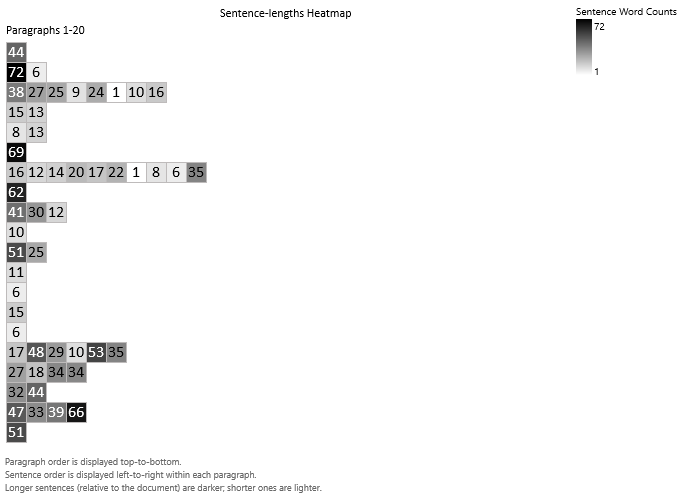 Sentence-lengths Heatmap
Sentence Word Counts
72
1
Paragraphs 1-20
44
72 6
38 27 25 9 24 1 10 16
15 13
8 13
69
16 12 14 20 17 22 1 8 6 35
62
41 30 12
10
51 25
11
6
15
6
17 48 29 10 53 35
27 18 34 34
32 44
47 33 39 66
51
Paragraph order is displayed top-to-bottom.
Sentence order is displayed left-to-right within each paragraph.
Longer sentences (relative to the document) are darker; shorter ones are lighter.